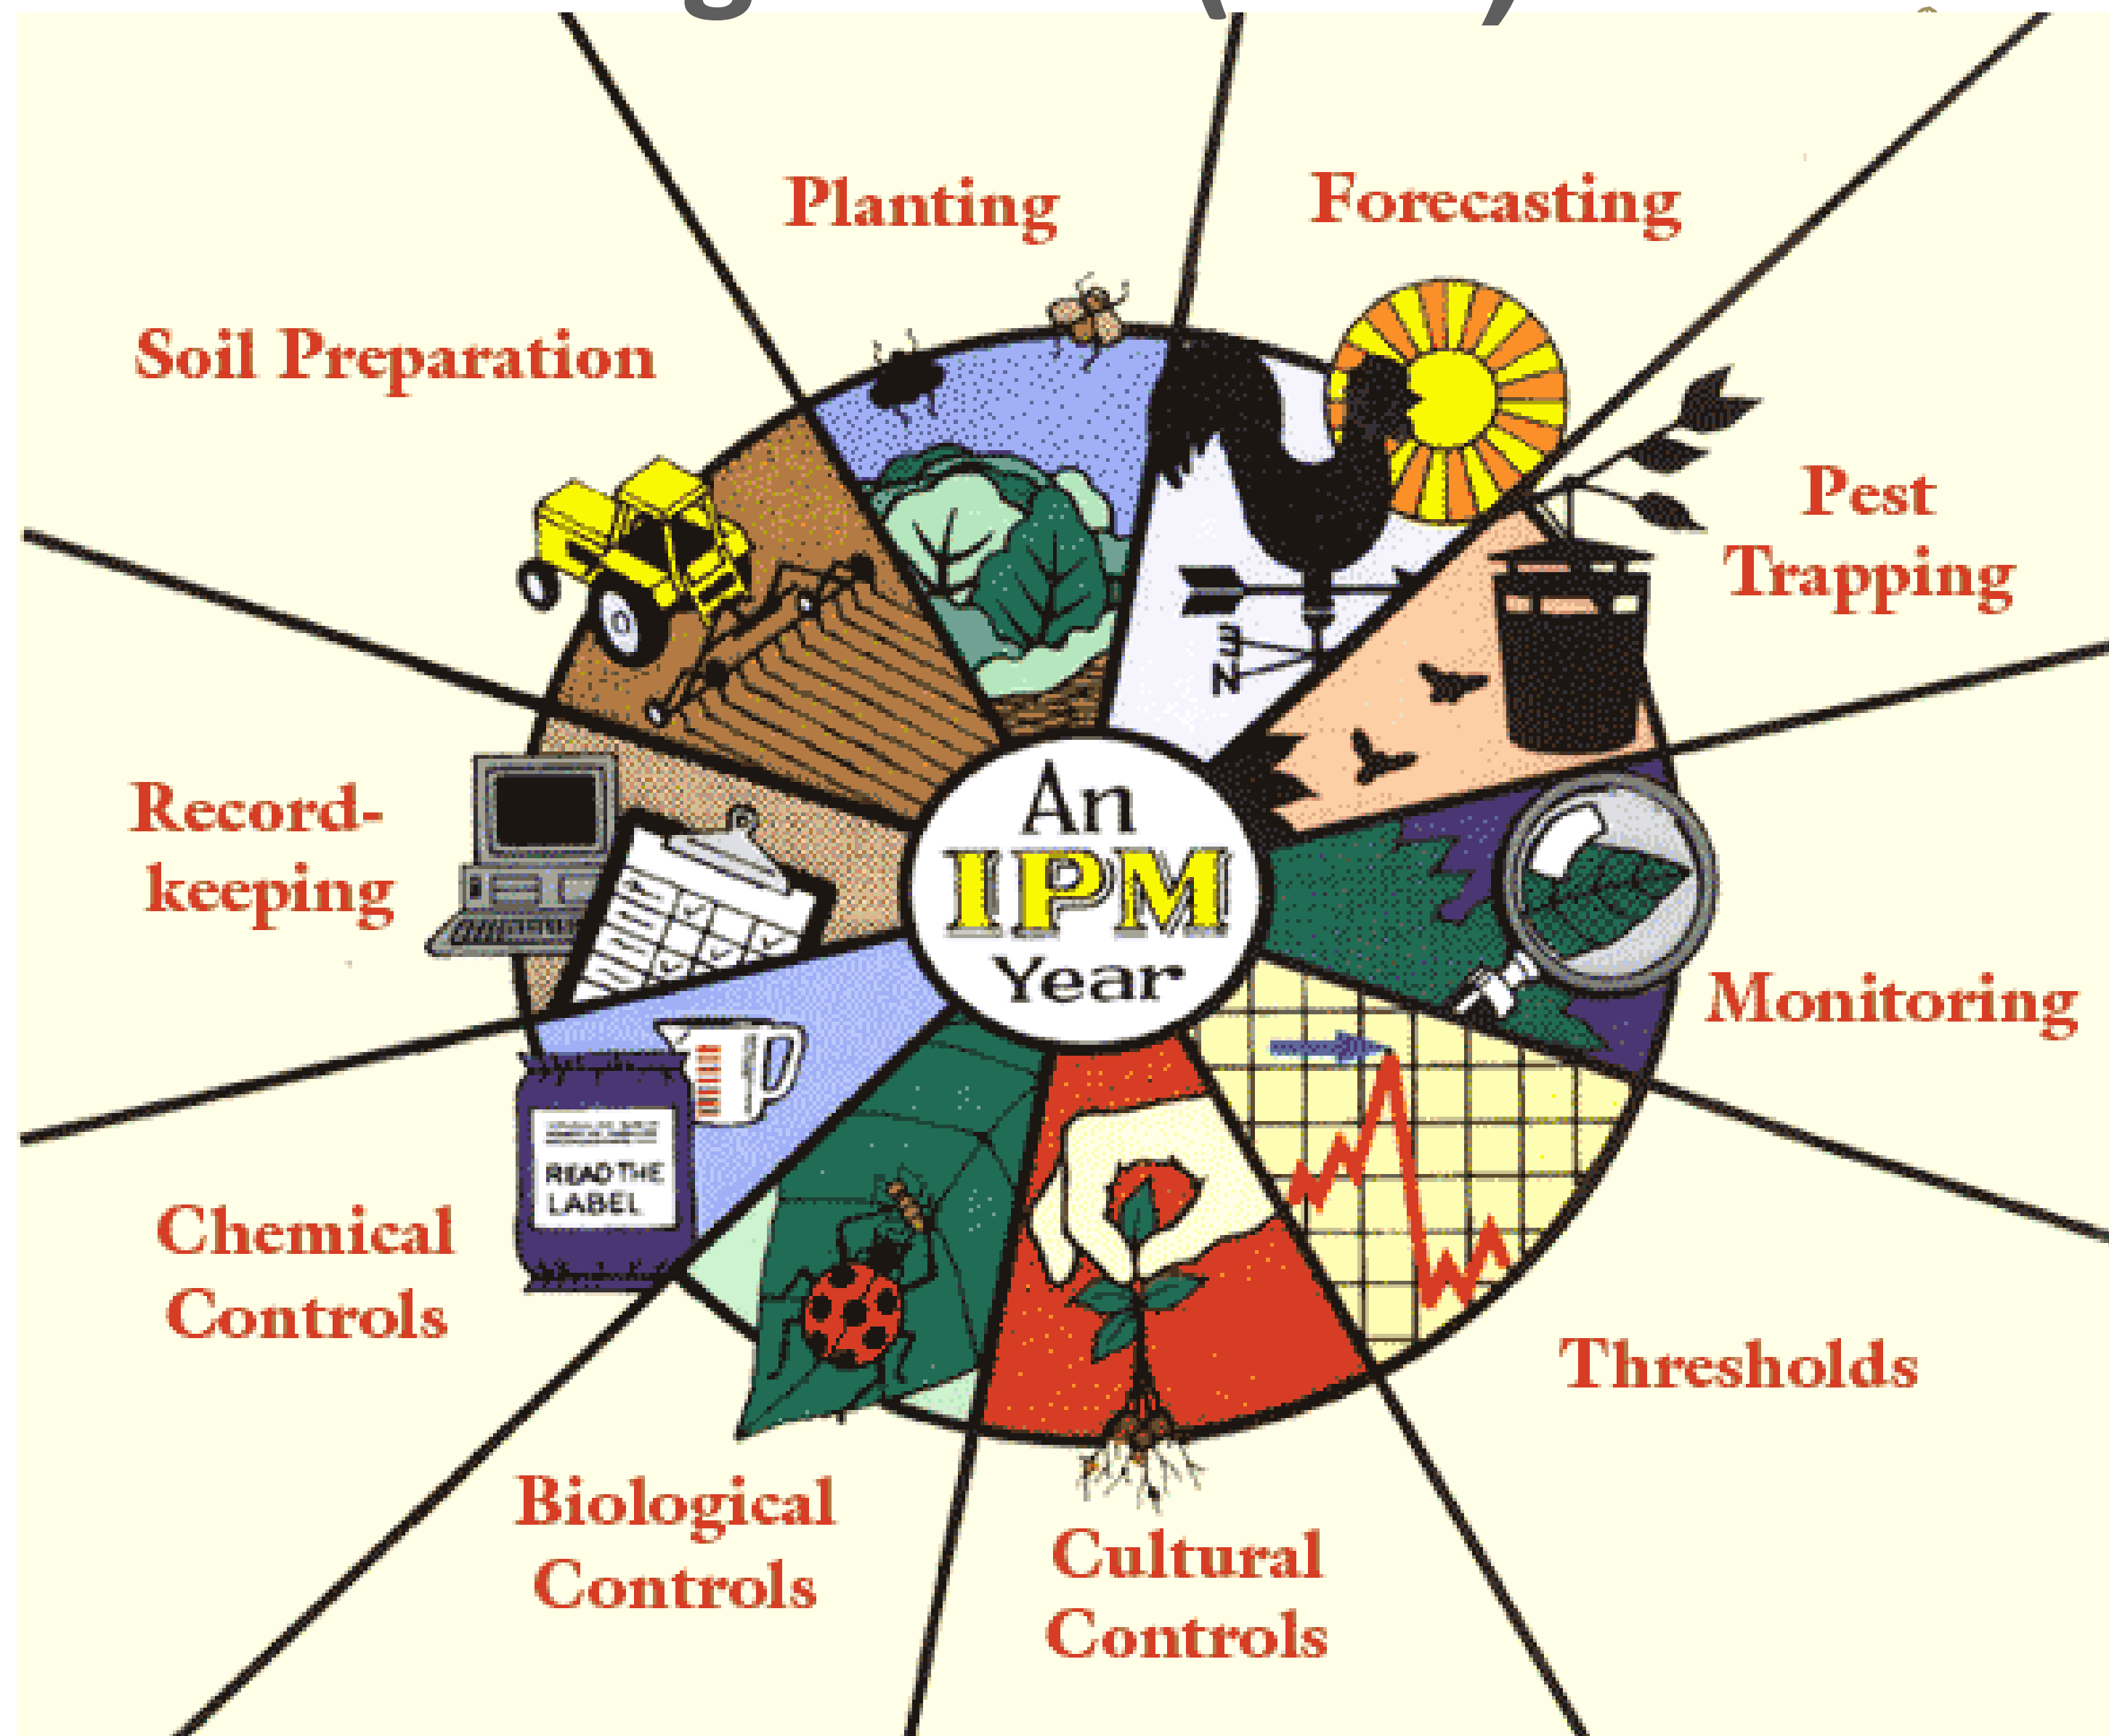 Planting
Forecasting
Soil Preparation
Pest
Trapping
Record-
keeping
An
IPM
Year
Monitoring
READ THE
LABEL
Chemical
Controls
Thresholds
Biological
Controls
Cultural
Controls